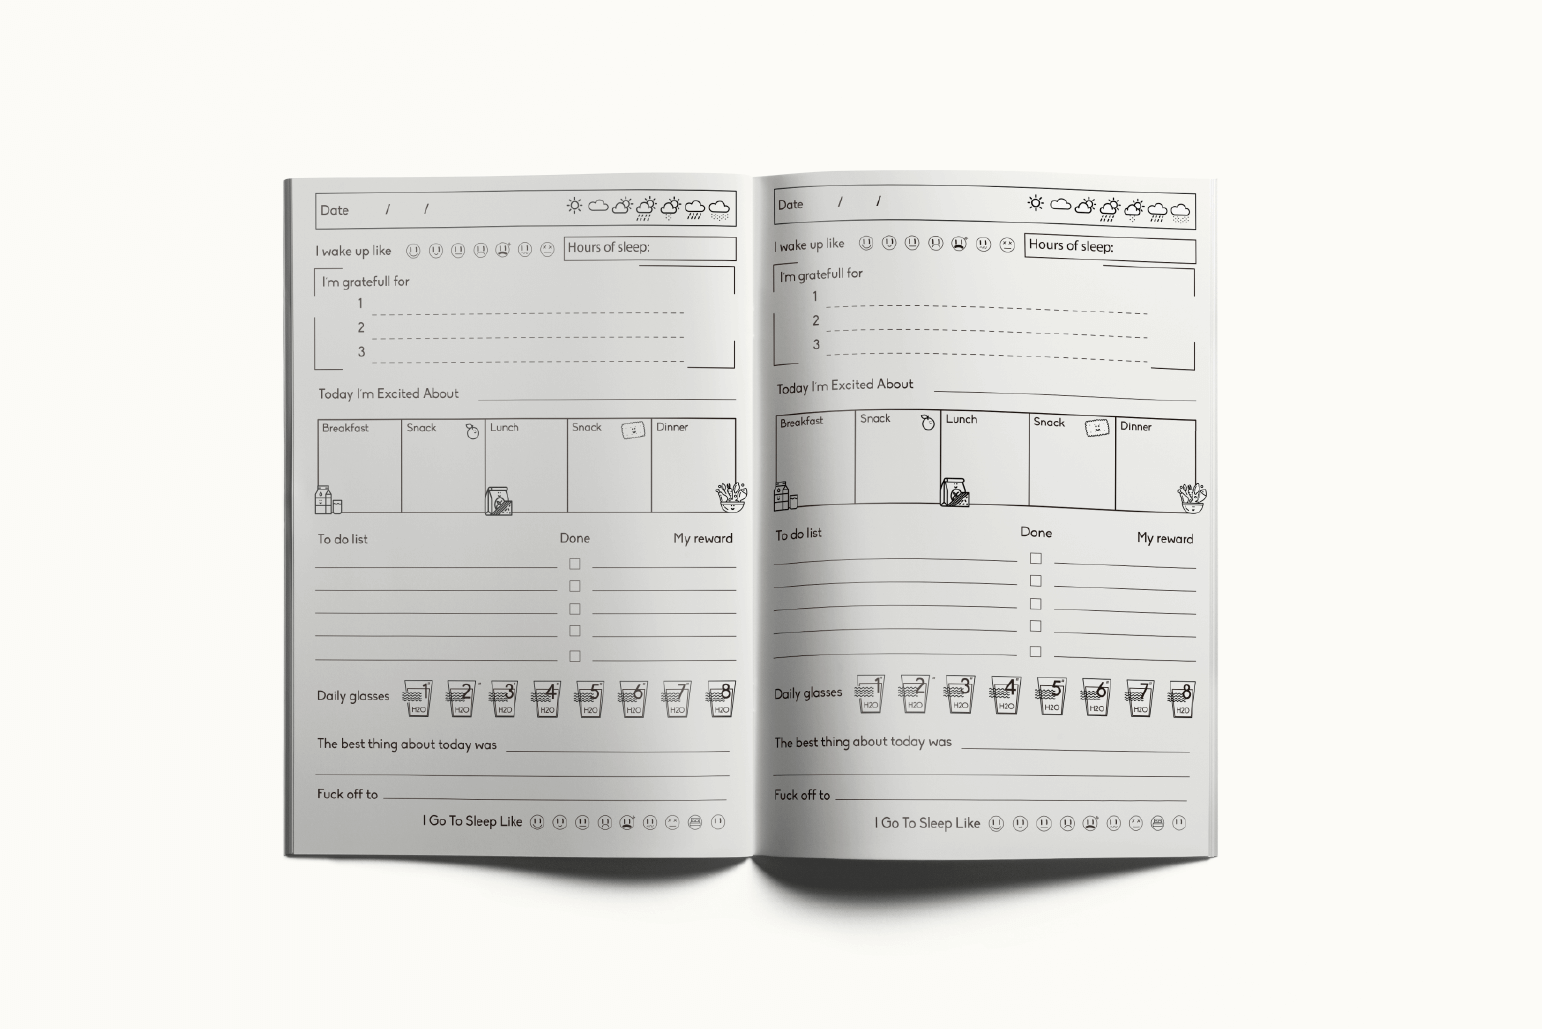 Date / /
I wake up like
Hours of sleep:
I'm gratefull for
1
2
3
Today I'm Excited About
Breakfast
Snack
Lunch
Snack
Dinner
To do list
Done
My reward
Daily glasses
1 2 3 4 5 6 7 8
H2O H2O H2O H2O H2O H2O H2O H2O
The best thing about today was
Fuck off to
I Go To Sleep Like
Date / /
I wake up like
Hours of sleep:
I'm gratefull for
1
2
3
Today I'm Excited About
Breakfast
Snack
Lunch
Snack
Dinner
To do list
Done
My reward
Daily glasses
1 2 3 4 5 6 7 8
H2O H2O H2O H2O H2O H2O H2O H2O
The best thing about today was
Fuck off to
I Go To Sleep Like